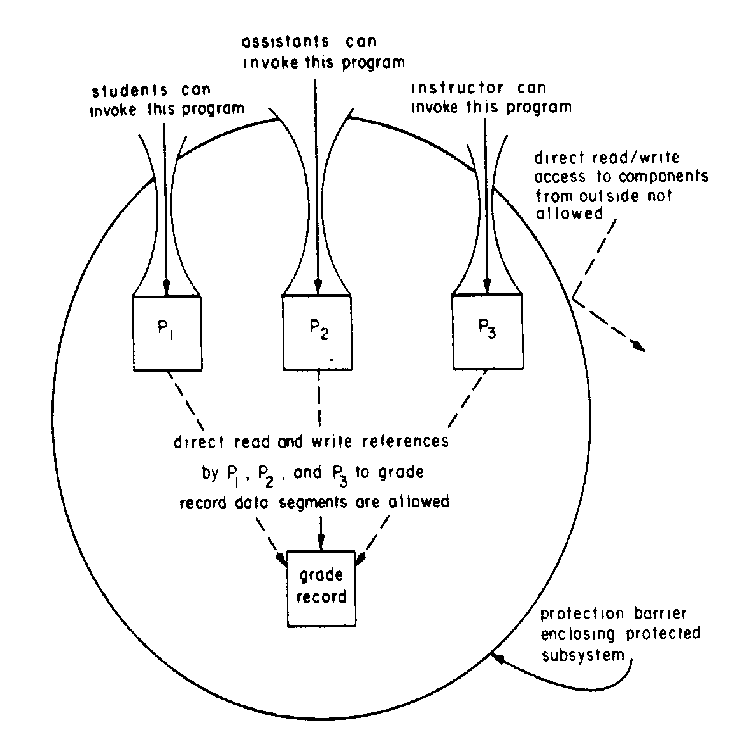 assistants can
invoke this program
students can
invoke this program
instructor can
invoke this program
direct read/write
access to components
from outside not
allowed
P1
P2
P3
direct read and write references
by P1, P2, and P3 to grade
record data segments are allowed
grade
record
protection barrier
enclosing protected
subsystem